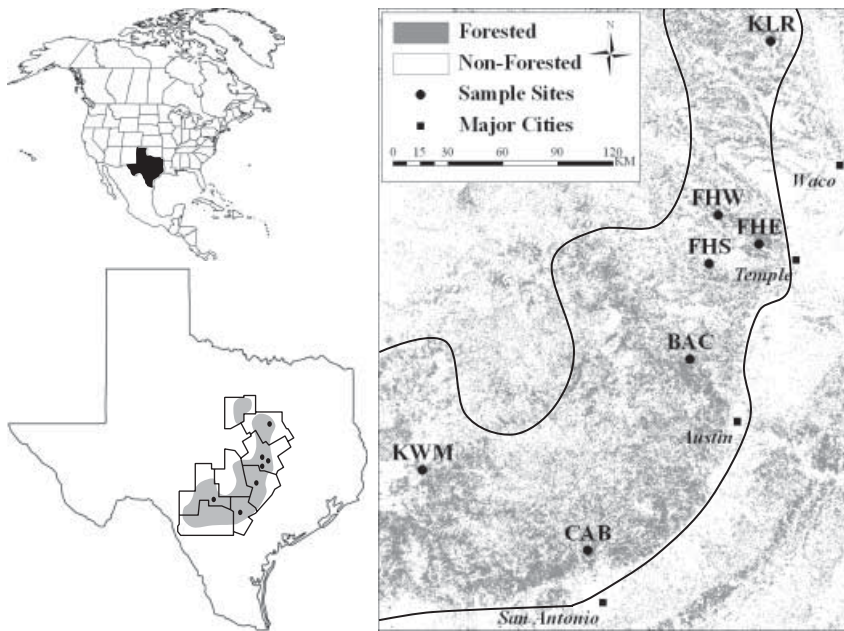 Forested
Non-Forested
Sample Sites
Major Cities
N
0 15 30 60 90 120
KM
KLR
Waco
FHW
FHE
FHS
Temple
BAC
Austin
KWM
CAB
San Antonio